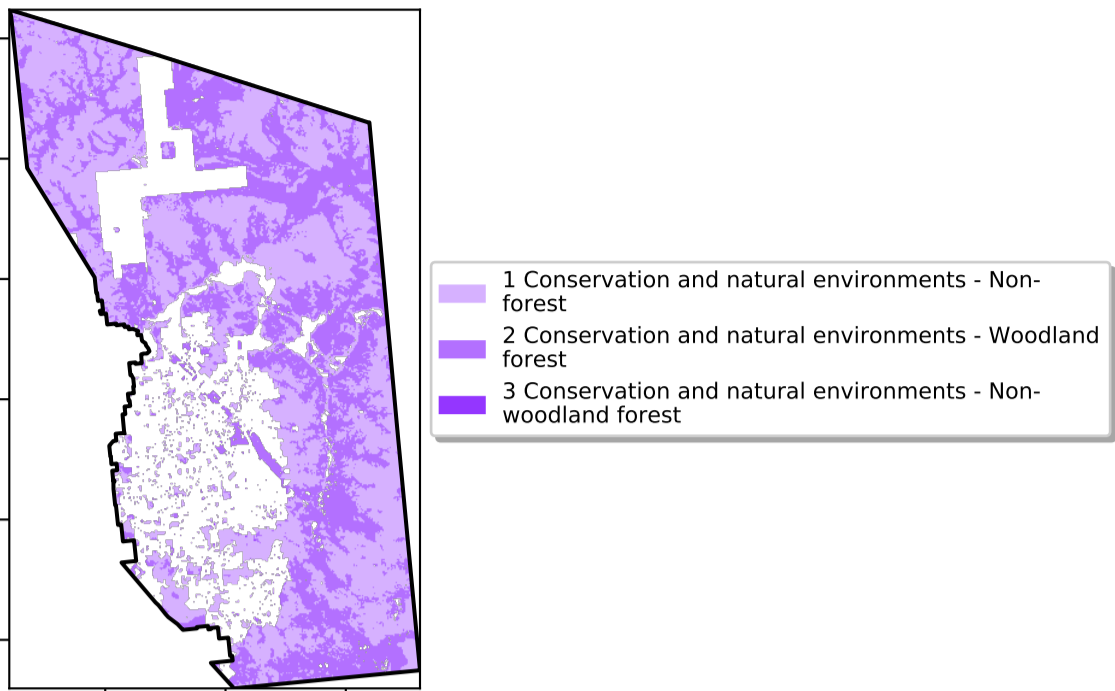 1 Conservation and natural environments - Non-
forest
2 Conservation and natural environments - Woodland
forest
3 Conservation and natural environments - Non-
woodland forest